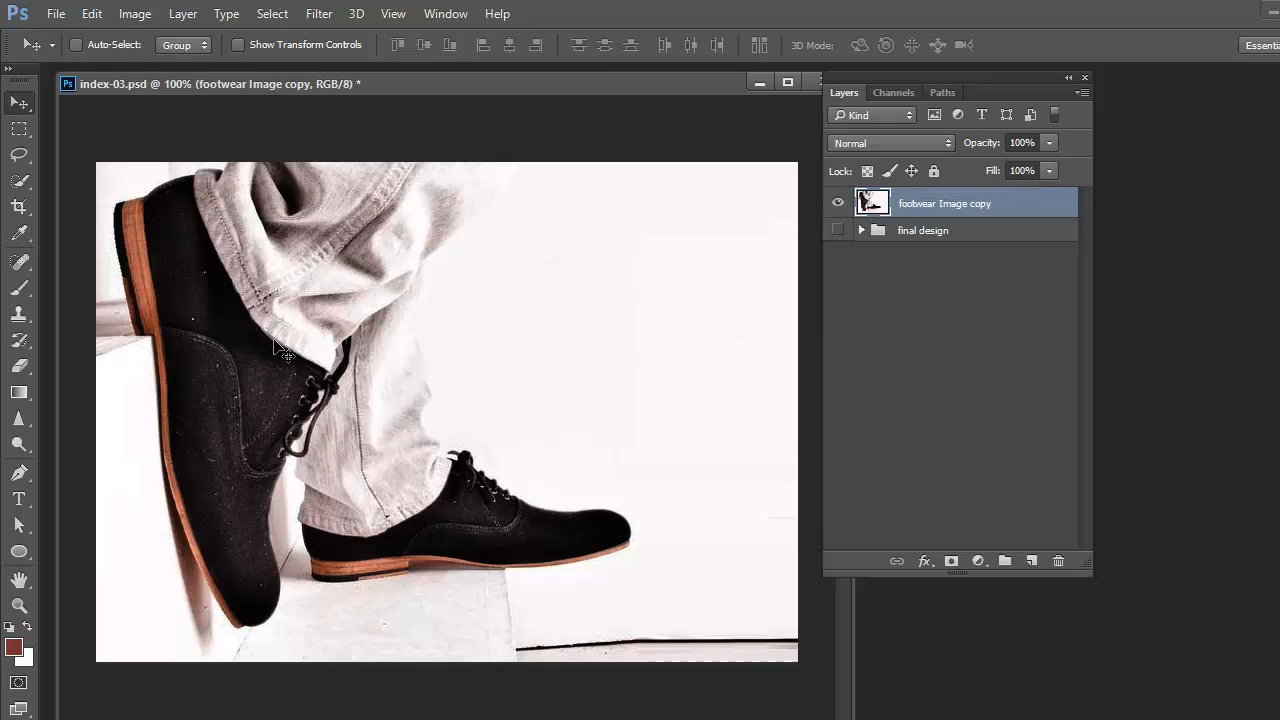 Ps File Edit Image Layer Type Select Filter 3D View Window Help
Auto-Select: Group Show Transform Controls 3D Mode: Essenti
Ps index-03.psd @ 100% (footwear Image copy, RGB/8) *
Layers Channels Paths
Kind T
Normal Opacity: 100%
Lock: Fill: 100%
footwear Image copy
final design
fx
T